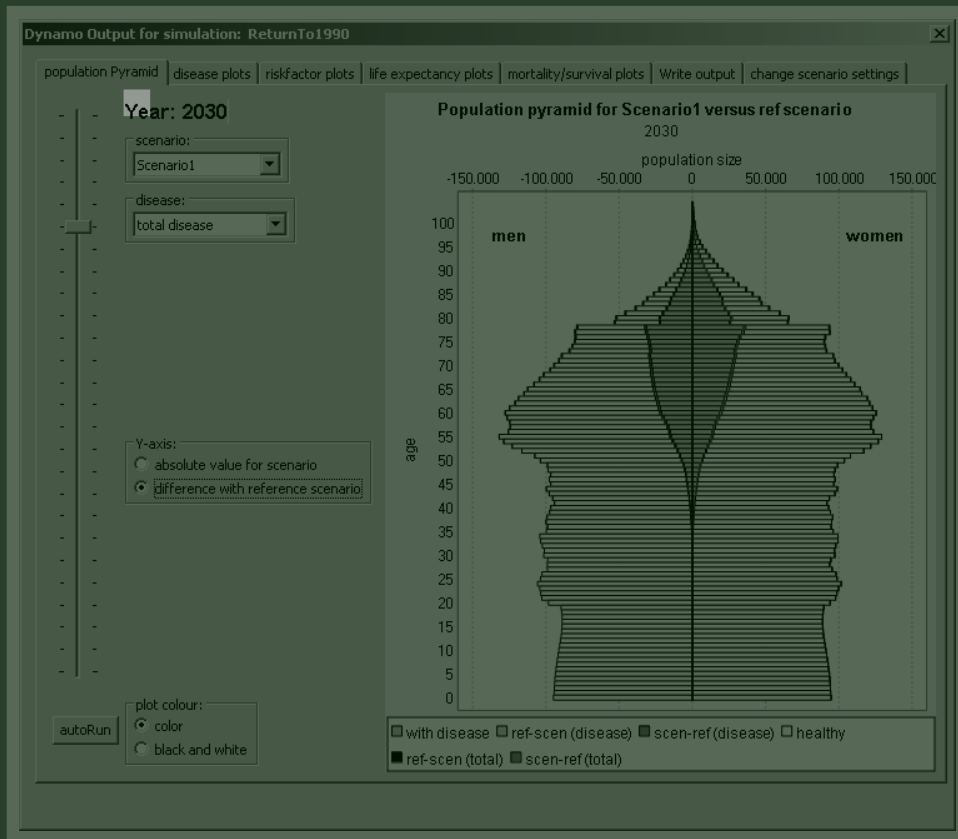 Dynamo Output for simulation: ReturnTo1990
population Pyramid disease plots riskfactor plots life expectancy plots mortality/survival plots Write output change scenario settings
Year: 2030
scenario:
Scenario1
disease:
total disease
Y-axis:
absolute value for scenario
difference with reference scenario
autoRun
plot colour:
color
black and white
Population pyramid for Scenario1 versus ref scenario
2030
population size
-150.000 -100.000 -50.000 0 50.000 100.000 150.000
men women
age
100
95
90
85
80
75
70
65
60
55
50
45
40
35
30
25
20
15
10
5
0
with disease ref-scen (disease) scen-ref (disease) healthy
ref-scen (total) scen-ref (total)